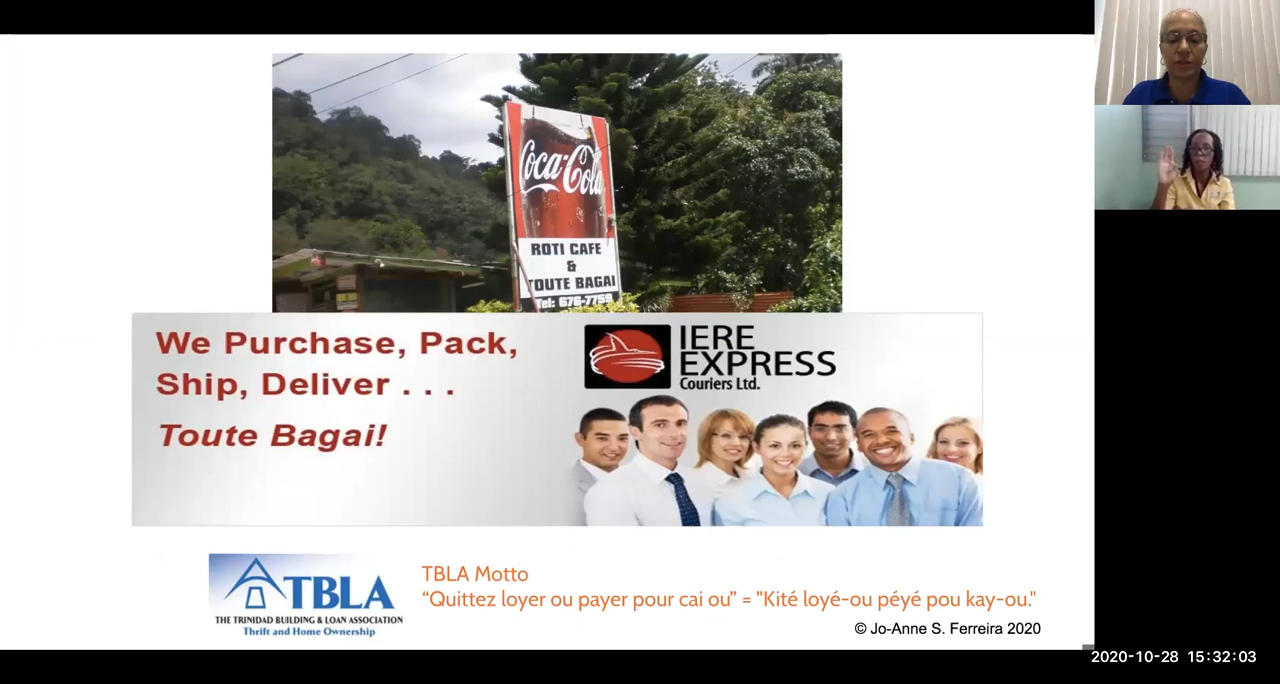 Coca-Cola
ROTI CAFE
&
TOUTE BAGAI
Tel: 676-7759
We Purchase, Pack,
Ship, Deliver . . .
Toute Bagai!
IERE
EXPRESS
Couriers Ltd.
TBLA
THE TRINIDAD BUILDING & LOAN ASSOCIATION
Thrift and Home Ownership
TBLA Motto
“Quittez loyer ou payer pour cai ou” = "Kité loyé-ou péyé pou kay-ou."
© Jo-Anne S. Ferreira 2020
2020-10-28 15:32:03